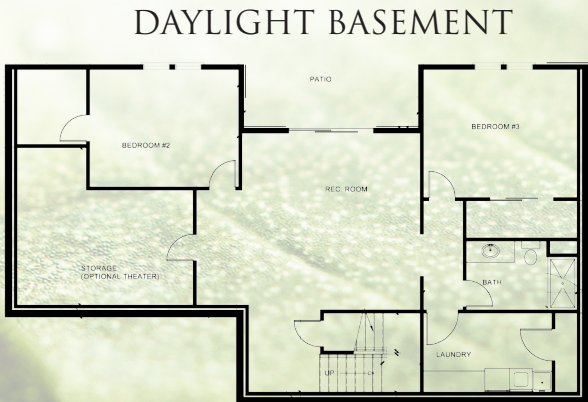 DAYLIGHT BASEMENT
PATIO
BEDROOM #2
BEDROOM #3
REC. ROOM
STORAGE
(OPTIONAL THEATER)
BATH
LAUNDRY
UP